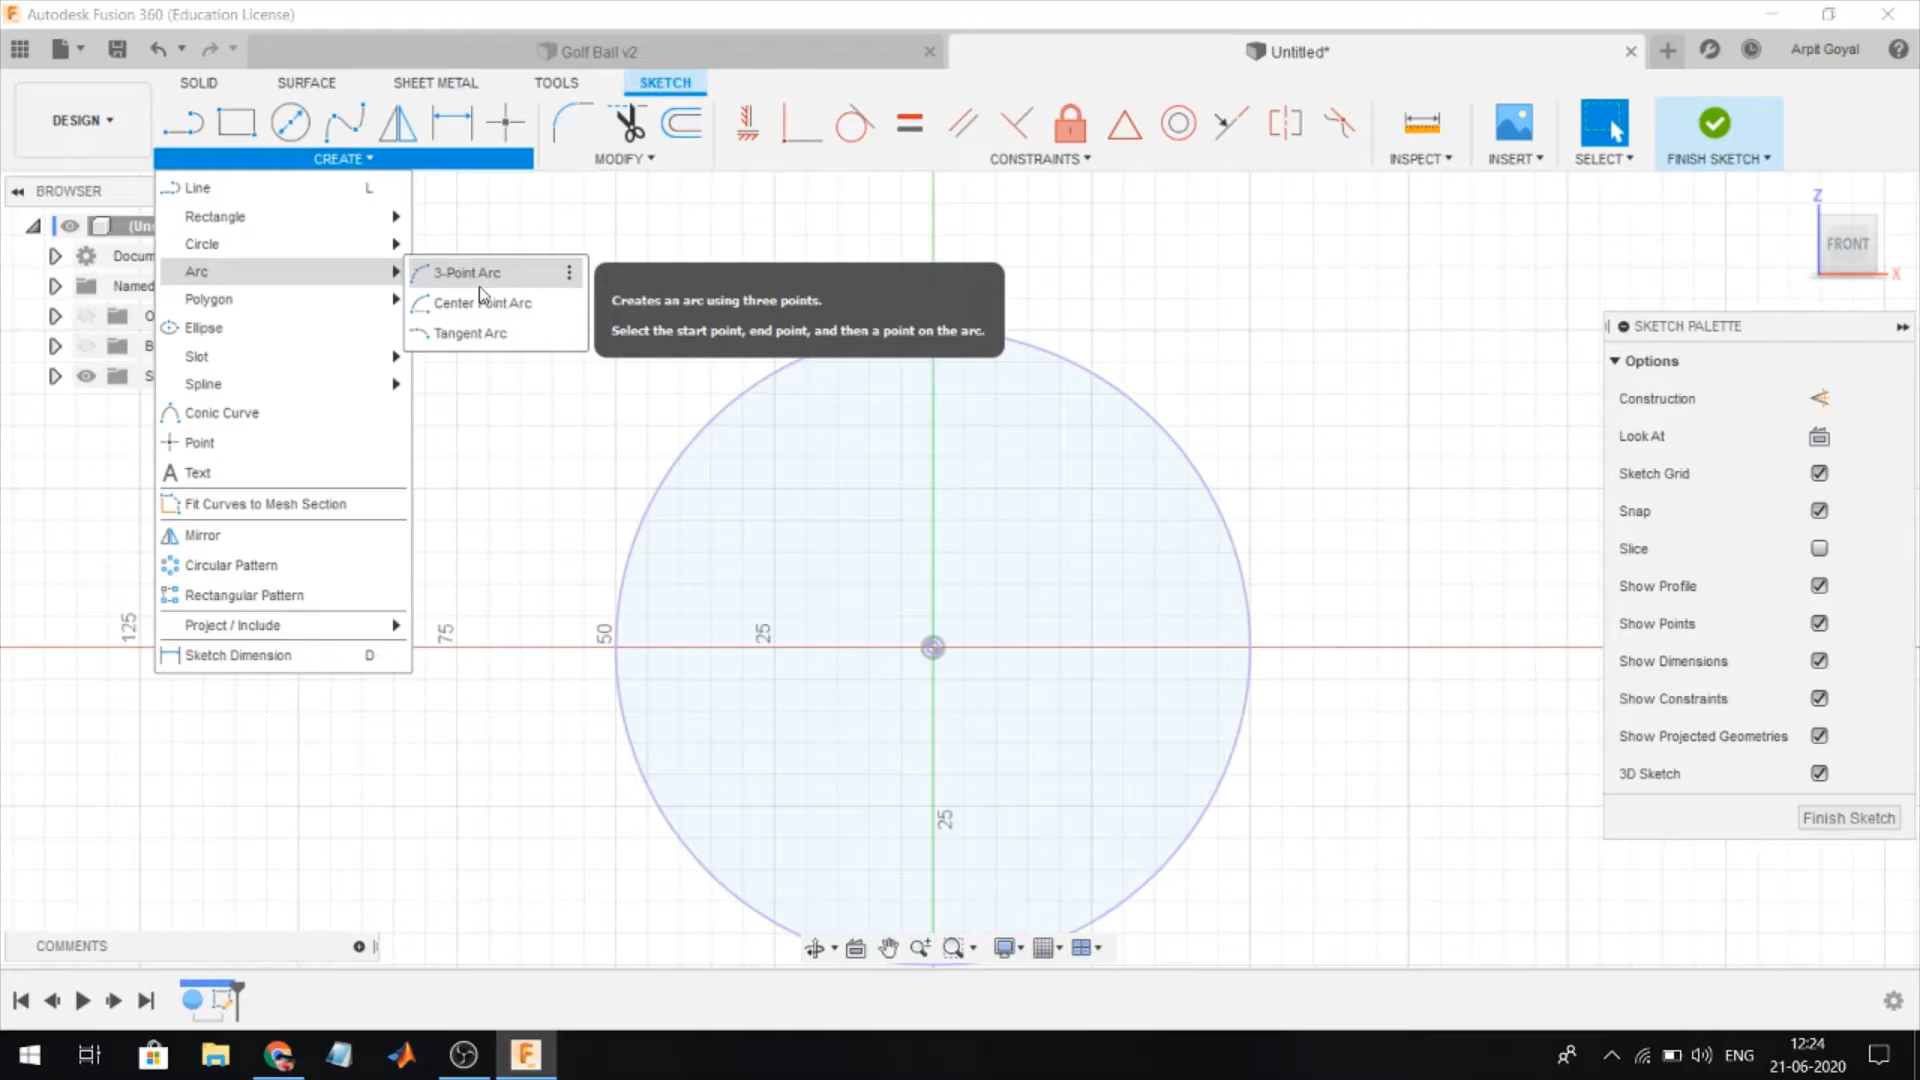 Autodesk Fusion 360 (Education License)
Golf Ball v2
Untitled*
Arpit Goyal
SOLID
SURFACE
SHEET METAL
TOOLS
SKETCH
DESIGN
CREATE
MODIFY
CONSTRAINTS
INSPECT
INSERT
SELECT
FINISH SKETCH
BROWSER
(Un
Docum
Named
O
B
S
Line L
Rectangle
Circle
Arc
Polygon
Ellipse
Slot
Spline
Conic Curve
Point
Text
Fit Curves to Mesh Section
Mirror
Circular Pattern
Rectangular Pattern
Project / Include
Sketch Dimension D
3-Point Arc
Center Point Arc
Tangent Arc
Creates an arc using three points.
Select the start point, end point, and then a point on the arc.
Z
FRONT
X
SKETCH PALETTE
Options
Construction
Look At
Sketch Grid
Snap
Slice
Show Profile
Show Points
Show Dimensions
Show Constraints
Show Projected Geometries
3D Sketch
Finish Sketch
125
75
50
25
25
COMMENTS
ENG
12:24
21-06-2020